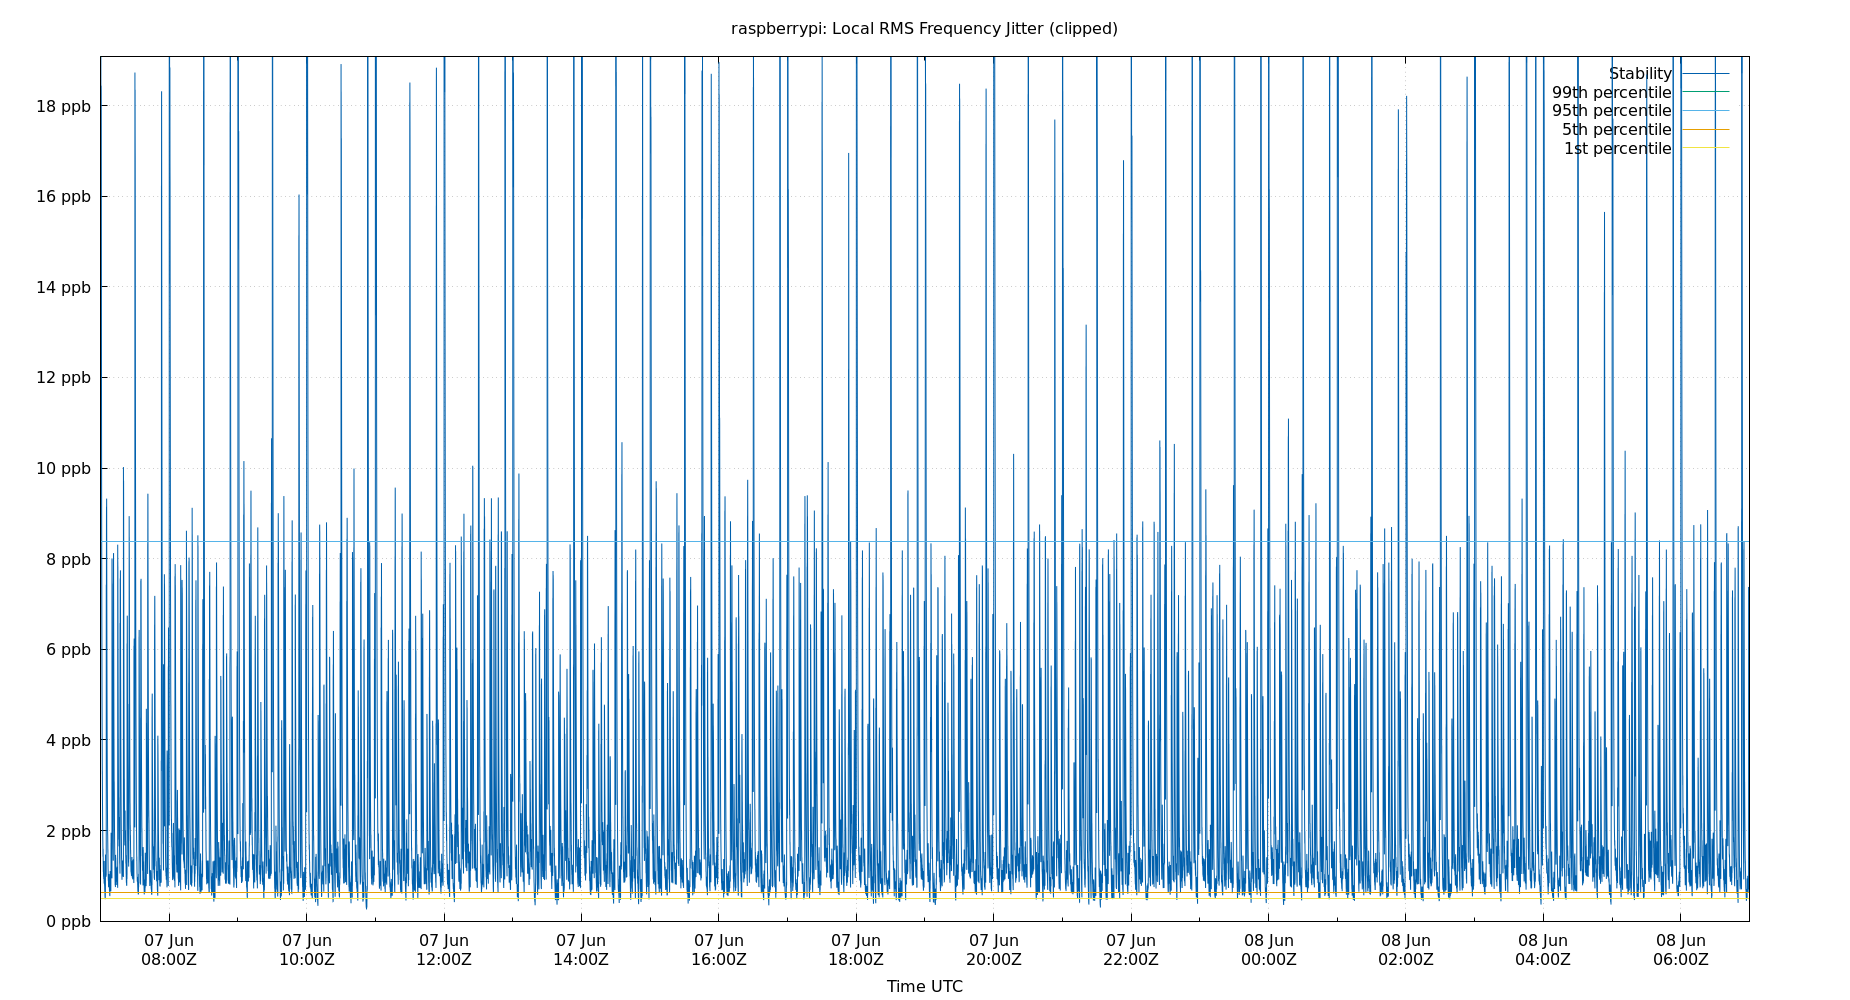 raspberrypi: Local RMS Frequency Jitter (clipped)
Stability
99th percentile
95th percentile
5th percentile
1st percentile
18 ppb
16 ppb
14 ppb
12 ppb
10 ppb
8 ppb
6 ppb
4 ppb
2 ppb
0 ppb
07 Jun 07 Jun 07 Jun 07 Jun 07 Jun 07 Jun 07 Jun 07 Jun 08 Jun 08 Jun 08 Jun 08 Jun
08:00Z 10:00Z 12:00Z 14:00Z 16:00Z 18:00Z 20:00Z 22:00Z 00:00Z 02:00Z 04:00Z 06:00Z
Time UTC